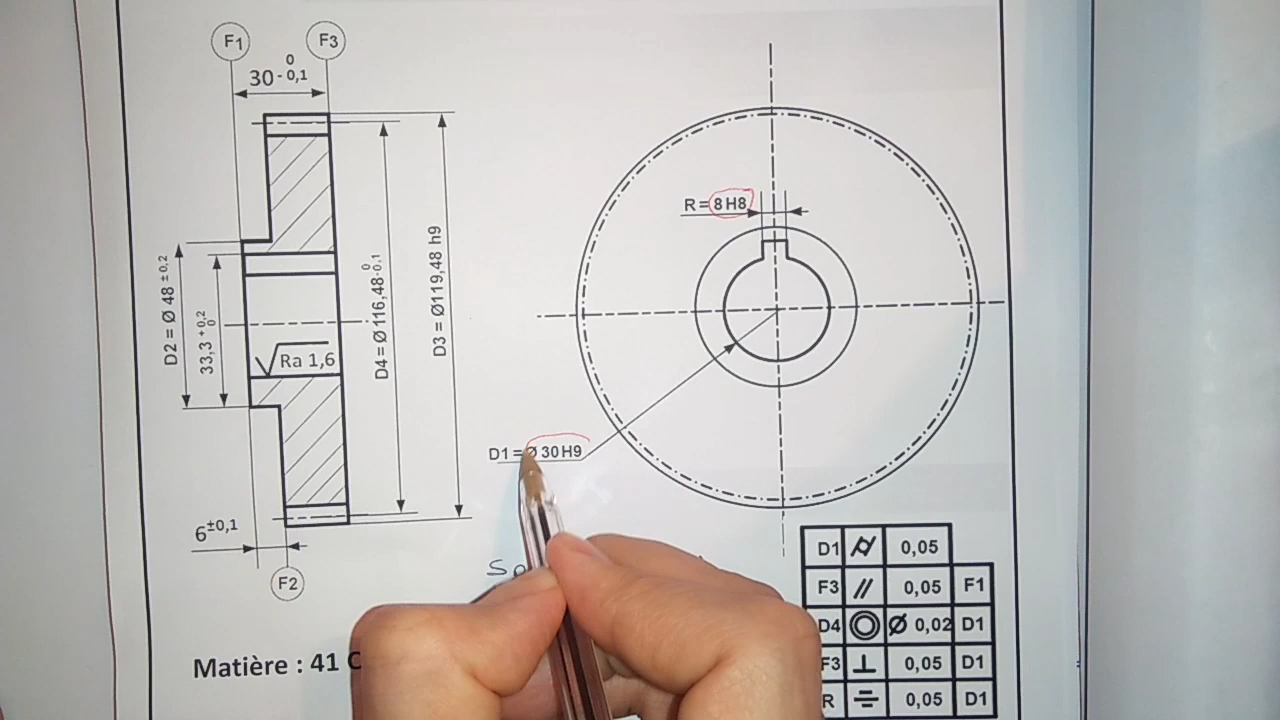 F1
F3
30 0 -0,1
R = 8 H8
D2 = Ø 48 ±0,2
33,3 +0,2 0
D4 = Ø 116,48 0 -0.1
D3 = Ø119,48 h9
Ra 1,6
D1 = Ø 30 H9
6 ±0,1
F2
Matière : 41 C
D1 0,05
F3 // 0,05 F1
D4 ◎ Ø 0,02 D1
F3 ⊥ 0,05 D1
R 0,05 D1